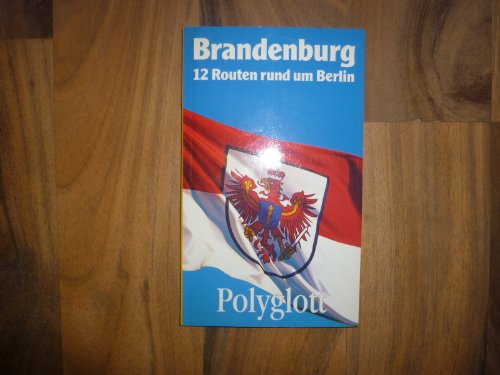 Brandenburg
12 Routen rund um Berlin
Polyglott